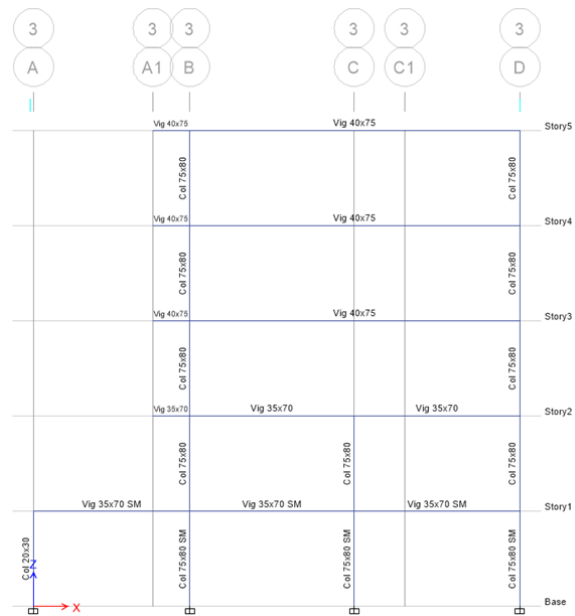 3 3 3 3 3 3
A A1 B C C1 D
Vig 40x75 Vig 40x75 Story5
Col 75x80 Col 75x80
Vig 40x75 Vig 40x75 Story4
Col 75x80 Col 75x80
Vig 40x75 Vig 40x75 Story3
Col 75x80 Col 75x80
Vig 35x70 Vig 35x70 Vig 35x70 Story2
Col 75x80 Col 75x80 Col 75x80
Vig 35x70 SM Vig 35x70 SM Vig 35x70 SM Story1
Col 20x30 Col 75x80 SM Col 75x80 SM Col 75x80 SM
Z
X Base